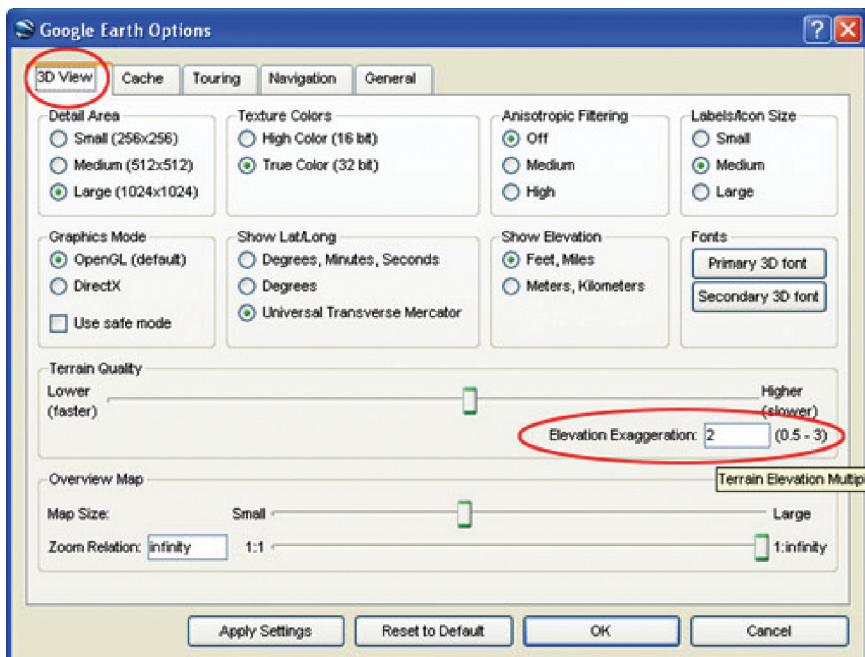 Google Earth Options
3D View Cache Touring Navigation General
Detail Area
Small (256x256)
Medium (512x512)
Large (1024x1024)
Texture Colors
High Color (16 bit)
True Color (32 bit)
Anisotropic Filtering
Off
Medium
High
Labels/Icon Size
Small
Medium
Large
Graphics Mode
OpenGL (default)
DirectX
Use safe mode
Show Lat/Long
Degrees, Minutes, Seconds
Degrees
Universal Transverse Mercator
Show Elevation
Feet, Miles
Meters, Kilometers
Fonts
Primary 3D font
Secondary 3D font
Terrain Quality
Lower
(faster)
Higher
(slower)
Elevation Exaggeration: 2 (0.5 - 3)
Terrain Elevation Multip
Overview Map
Map Size: Small Large
Zoom Relation: infinity 1:1 1:infinity
Apply Settings Reset to Default OK Cancel